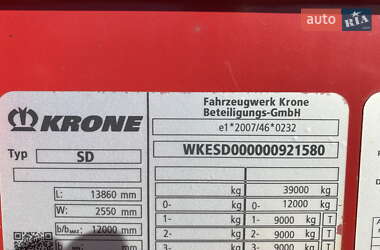 auto RIA.com
KRONE
Fahrzeugwerk Krone
Beteiligungs-GmbH
e1*2007/46*0232
Typ SD
WKESD000000921580
L: 13860 mm
W: 2550 mm
b/bmax: 12000 mm
kg 39000 kg
0- kg 0- 12000 kg
1- kg 1- 9000 kg T
2- kg 2- 9000 kg T
3- kg 3- 9000 kg